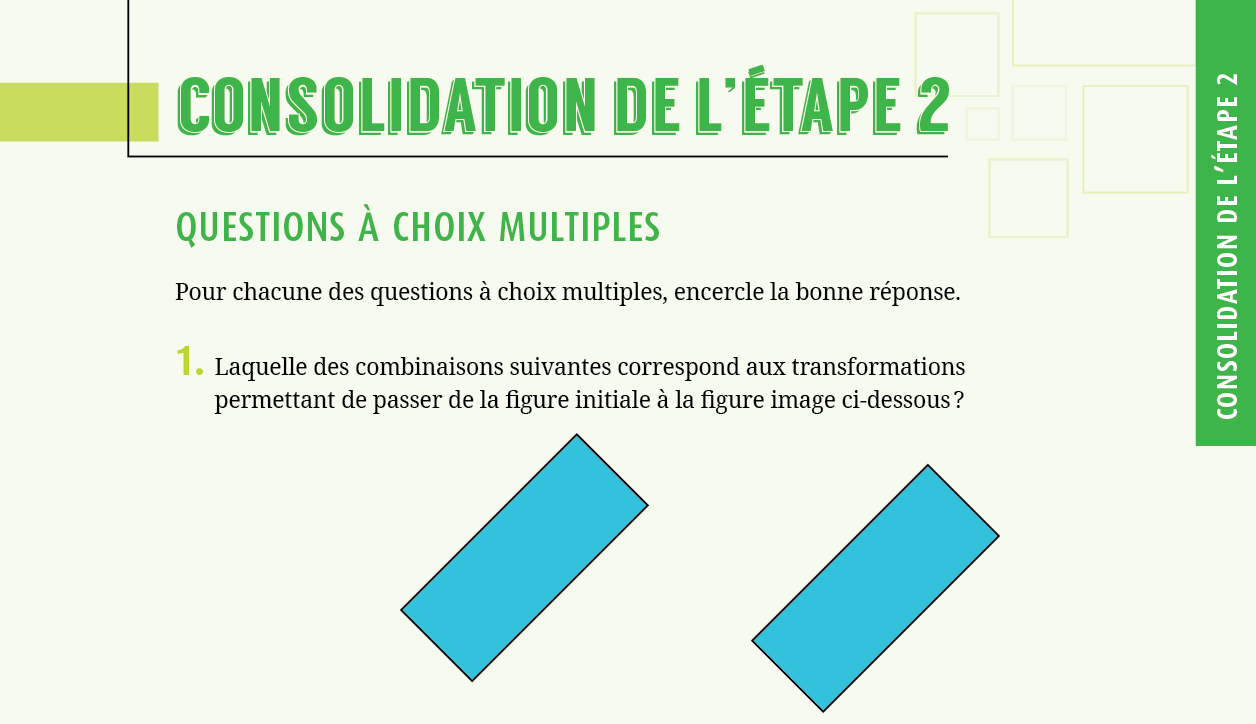 CONSOLIDATION DE L'ÉTAPE 2
QUESTIONS À CHOIX MULTIPLES
Pour chacune des questions à choix multiples, encercle la bonne réponse.
1. Laquelle des combinaisons suivantes correspond aux transformations
permettant de passer de la figure initiale à la figure image ci-dessous ?
CONSOLIDATION DE L'ÉTAPE 2